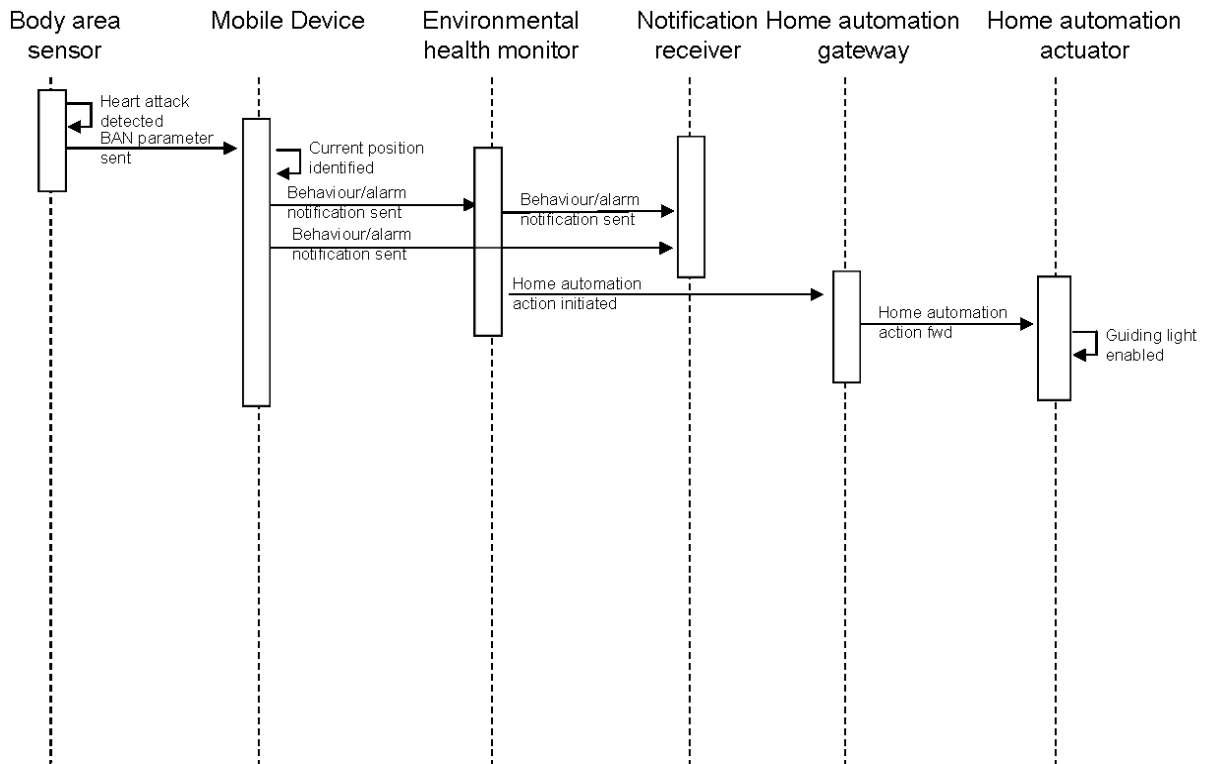 Body area
sensor
Mobile Device
Environmental
health monitor
Notification
receiver
Home automation
gateway
Home automation
actuator
Heart attack
detected
BAN parameter
sent
Current position
identified
Behaviour/alarm
notification sent
Behaviour/alarm
notification sent
Behaviour/alarm
notification sent
Home automation
action initiated
Home automation
action fwd
Guiding light
enabled